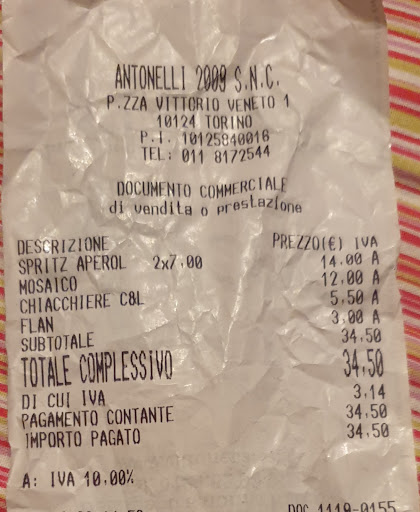 ANTONELLI 2009 S.N.C.
P.ZZA VITTORIO VENETO 1
10124 TORINO
P.I. 10125840016
TEL: 011 8172544
DOCUMENTO COMMERCIALE
di vendita o prestazione
DESCRIZIONE PREZZO(€) IVA
SPRITZ APEROL 2x7,00 14,00 A
MOSAICO 12,00 A
CHIACCHIERE C&L 5,50 A
FLAN 3,00 A
SUBTOTALE 34,50
TOTALE COMPLESSIVO 34,50
DI CUI IVA 3,14
PAGAMENTO CONTANTE 34,50
IMPORTO PAGATO 34,50
A: IVA 10,00%
DOC.1119-0155